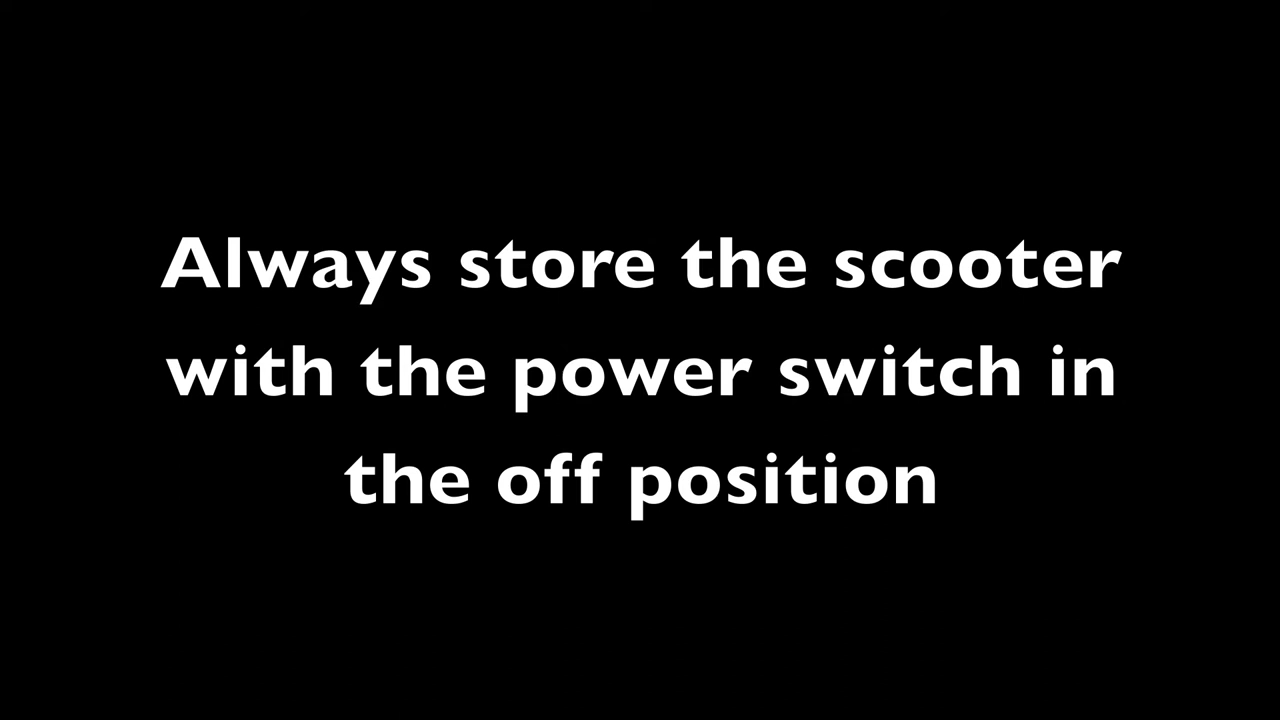 Always store the scooter
with the power switch in
the off position